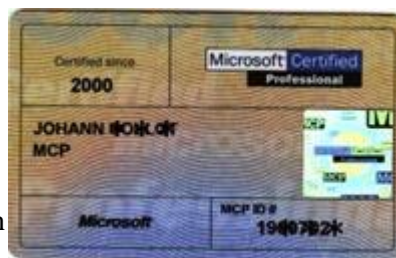 Certified since
2000
Microsoft Certified
Professional
JOHANN
MCP
Microsoft
MCP ID #
n